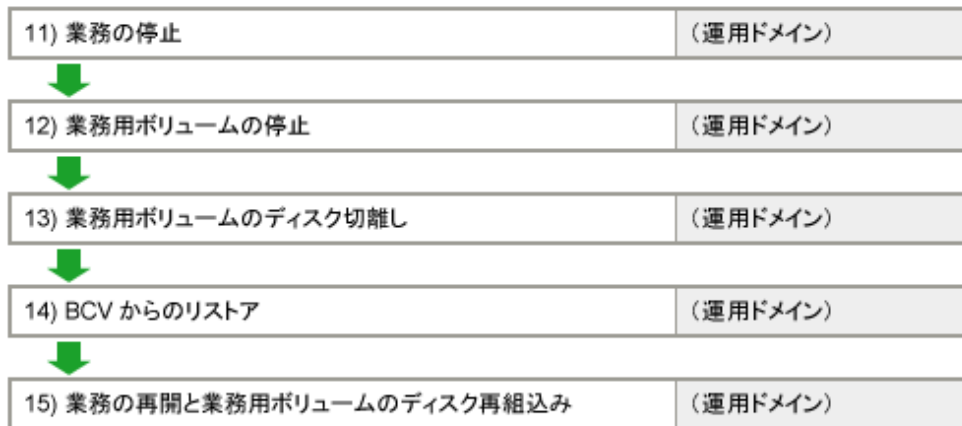 11) 業務の停止 （運用ドメイン）
12) 業務用ボリュームの停止 （運用ドメイン）
13) 業務用ボリュームのディスク切離し （運用ドメイン）
14) BCV からのリストア （運用ドメイン）
15) 業務の再開と業務用ボリュームのディスク再組込み （運用ドメイン）